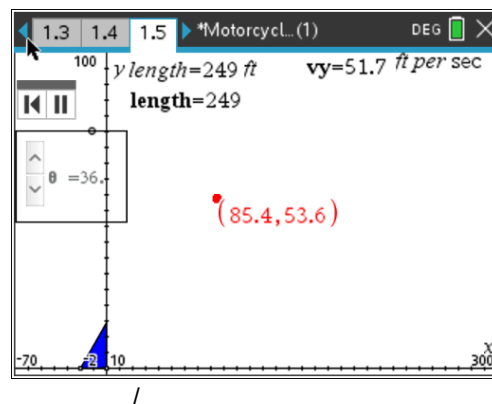 1.3 1.4 1.5 *Motorcycl...(1) DEG
100 y length=249 ft vy=51.7 ft per sec
length=249
θ =36.
(85.4,53.6)
-70 -2 10 x 300
/